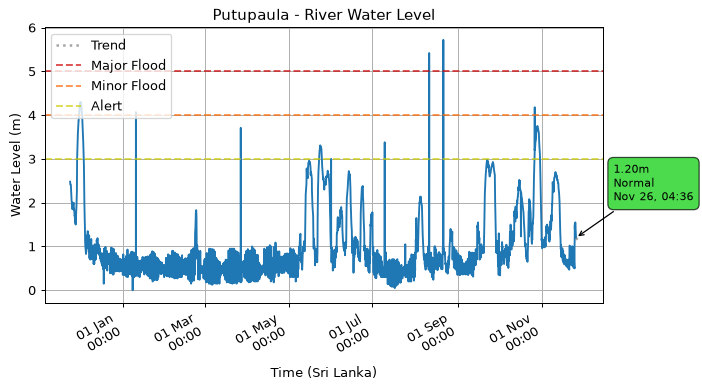 Putupaula - River Water Level
Trend
Major Flood
Minor Flood
Alert
6
5
4
3
2
1
0
Water Level (m)
1.20m
Normal
Nov 26, 04:36
01 Jan
00:00
01 Mar
00:00
01 May
00:00
01 Jul
00:00
01 Sep
00:00
01 Nov
00:00
Time (Sri Lanka)